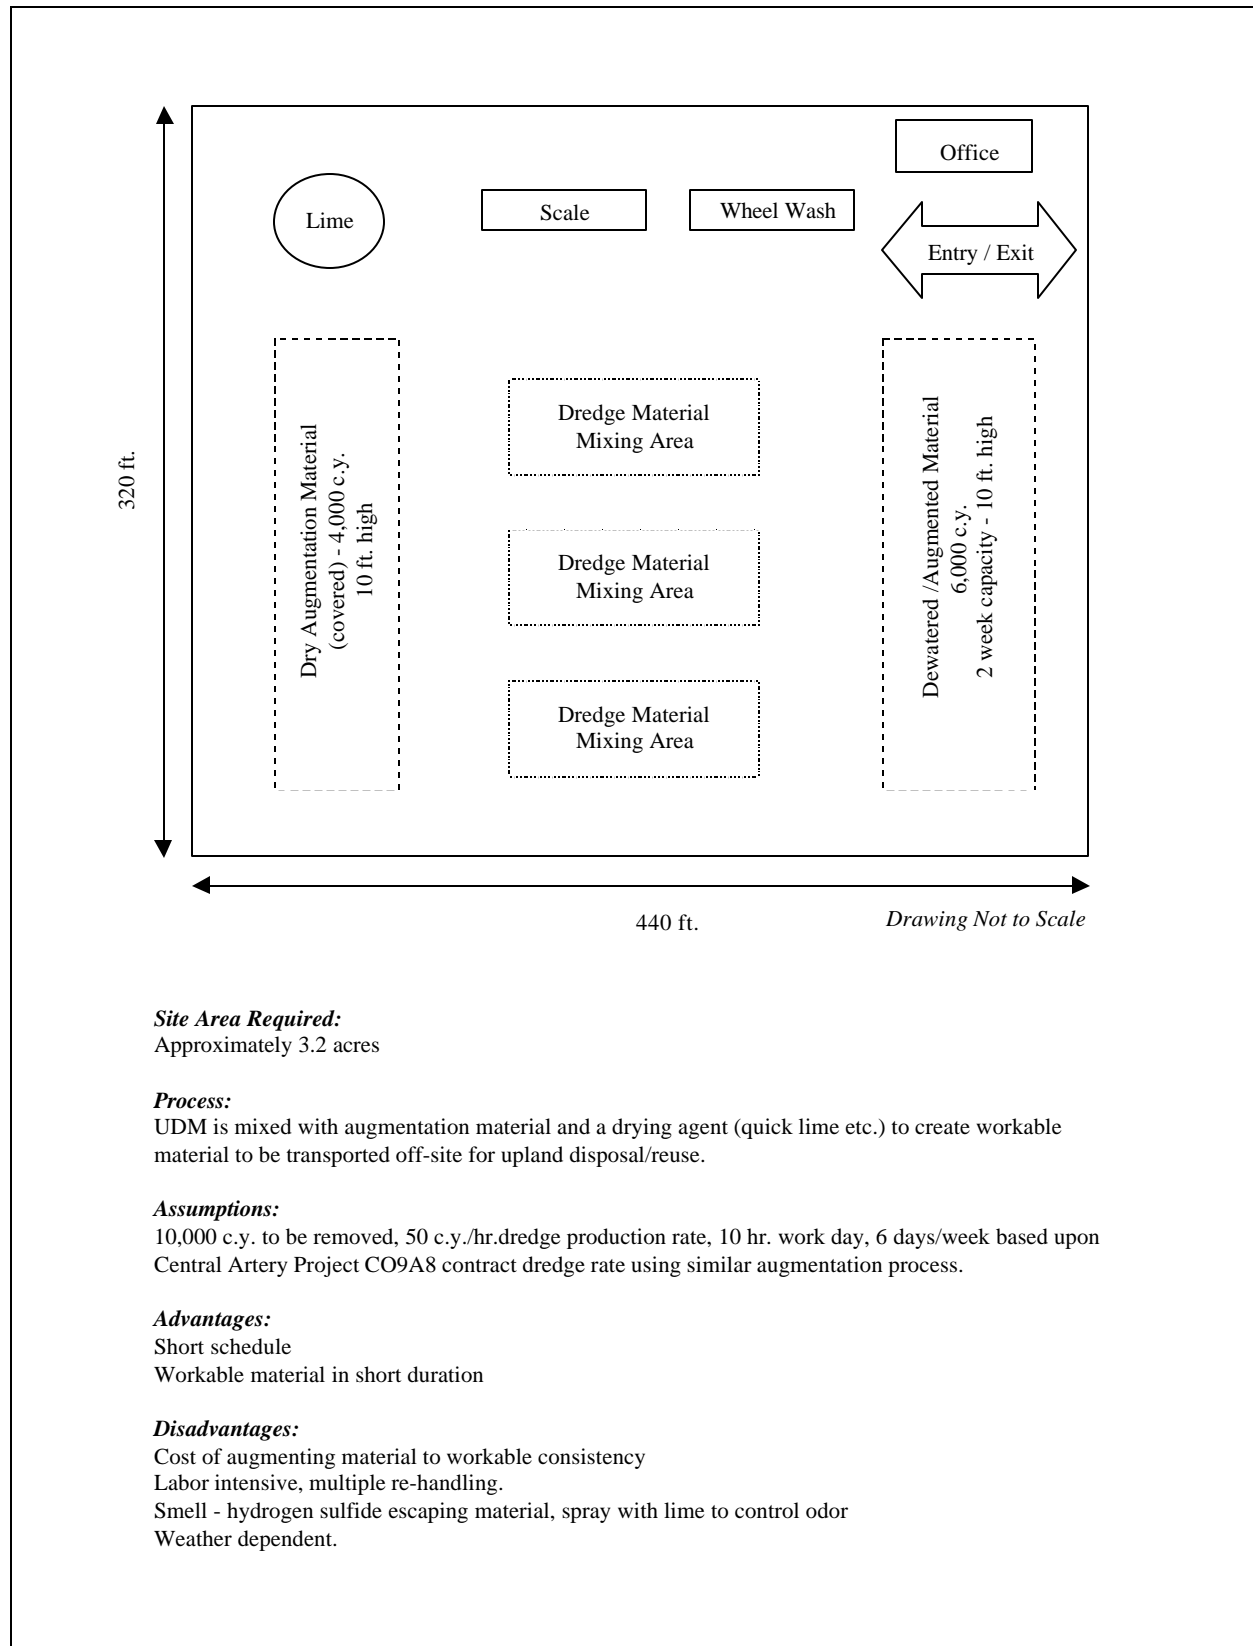 Office
Lime
Scale
Wheel Wash
Entry / Exit
320 ft.
Dry Augmentation Material
(covered) - 4,000 c.y.
10 ft. high
Dredge Material
Mixing Area
Dredge Material
Mixing Area
Dredge Material
Mixing Area
Dewatered /Augmented Material
6,000 c.y.
2 week capacity - 10 ft. high
440 ft.
Drawing Not to Scale
Site Area Required:
Approximately 3.2 acres
Process:
UDM is mixed with augmentation material and a drying agent (quick lime etc.) to create workable
material to be transported off-site for upland disposal/reuse.
Assumptions:
10,000 c.y. to be removed, 50 c.y./hr.dredge production rate, 10 hr. work day, 6 days/week based upon
Central Artery Project CO9A8 contract dredge rate using similar augmentation process.
Advantages:
Short schedule
Workable material in short duration
Disadvantages:
Cost of augmenting material to workable consistency
Labor intensive, multiple re-handling.
Smell - hydrogen sulfide escaping material, spray with lime to control odor
Weather dependent.